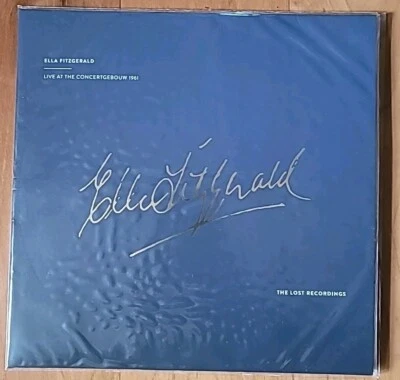 ELLA FITZGERALD
LIVE AT THE CONCERTGEBOUW 1961
Ella Fitzgerald
THE LOST RECORDINGS